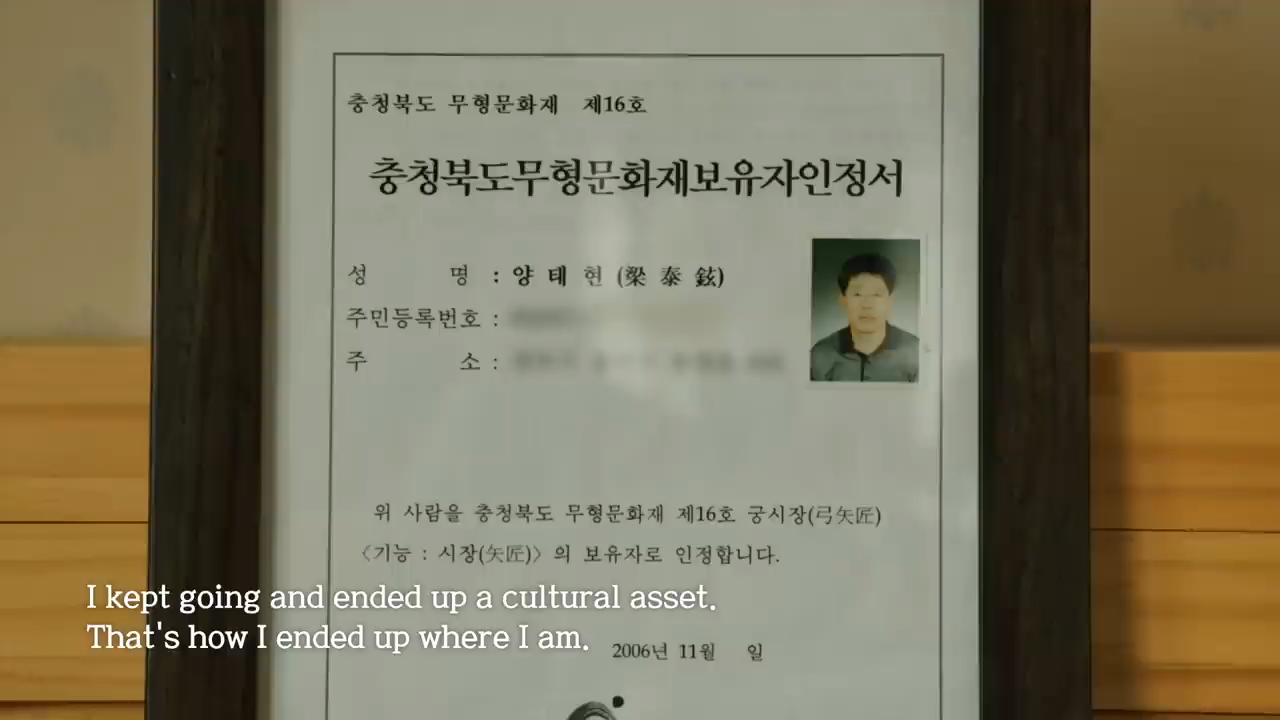 충청북도 무형문화재 제16호
충청북도무형문화재보유자인정서
성 명 : 양 태 현 (梁 泰 鉉)
주민등록번호 :
주 소 :
위 사람을 충청북도 무형문화재 제16호 궁시장(弓矢匠)
〈기능 : 시장(矢匠)〉의 보유자로 인정합니다.
I kept going and ended up a cultural asset.
That's how I ended up where I am.
2006년 11월 일